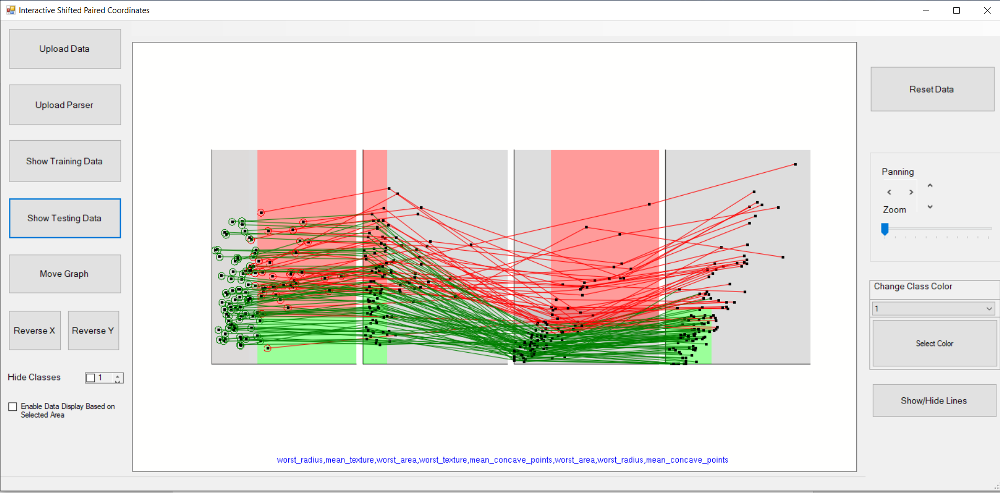 Interactive Shifted Paired Coordinates
Upload Data
Upload Parser
Show Training Data
Show Testing Data
Move Graph
Reverse X
Reverse Y
Hide Classes
1
Enable Data Display Based on
Selected Area
worst_radius,mean_texture,worst_area,worst_texture,mean_concave_points,worst_area,worst_radius,mean_concave_points
Reset Data
Panning
Zoom
Change Class Color
1
Select Color
Show/Hide Lines